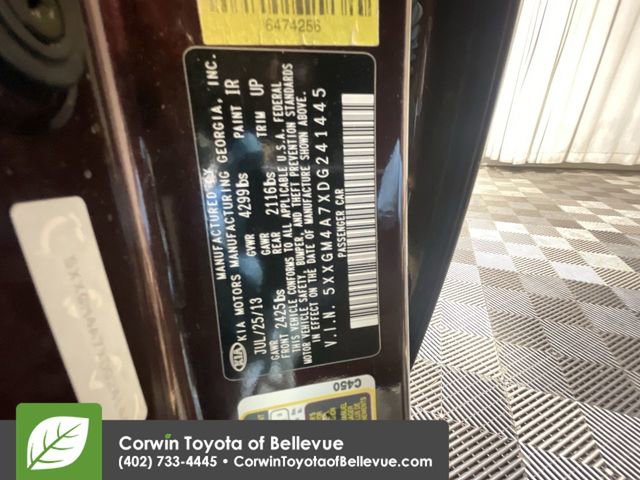 6474256
MANUFACTURED BY
KIA MOTORS MANUFACTURING GEORGIA, INC.
JUL/25/13 4299lbs PAINT IR
GVWR TRIM UP
GAWR GAWR
FRONT 2425lbs REAR 2116lbs
THIS VEHICLE CONFORMS TO ALL APPLICABLE U.S.A. FEDERAL
MOTOR VEHICLE SAFETY, BUMPER, AND THEFT PREVENTION STANDARDS
IN EFFECT ON THE DATE OF MANUFACTURE SHOWN ABOVE.
V.I.N. 5XXGM4A7XDG241445
PASSENGER CAR
KIA
C450
Corwin Toyota of Bellevue
(402) 733-4445 • CorwinToyotaofBellevue.com